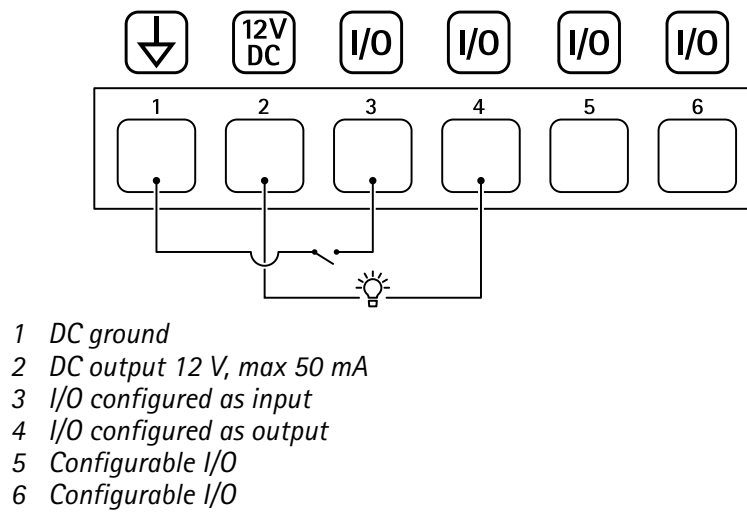 12V DC I/O I/O I/O I/O
1 2 3 4 5 6
1 DC ground
2 DC output 12 V, max 50 mA
3 I/O configured as input
4 I/O configured as output
5 Configurable I/O
6 Configurable I/O